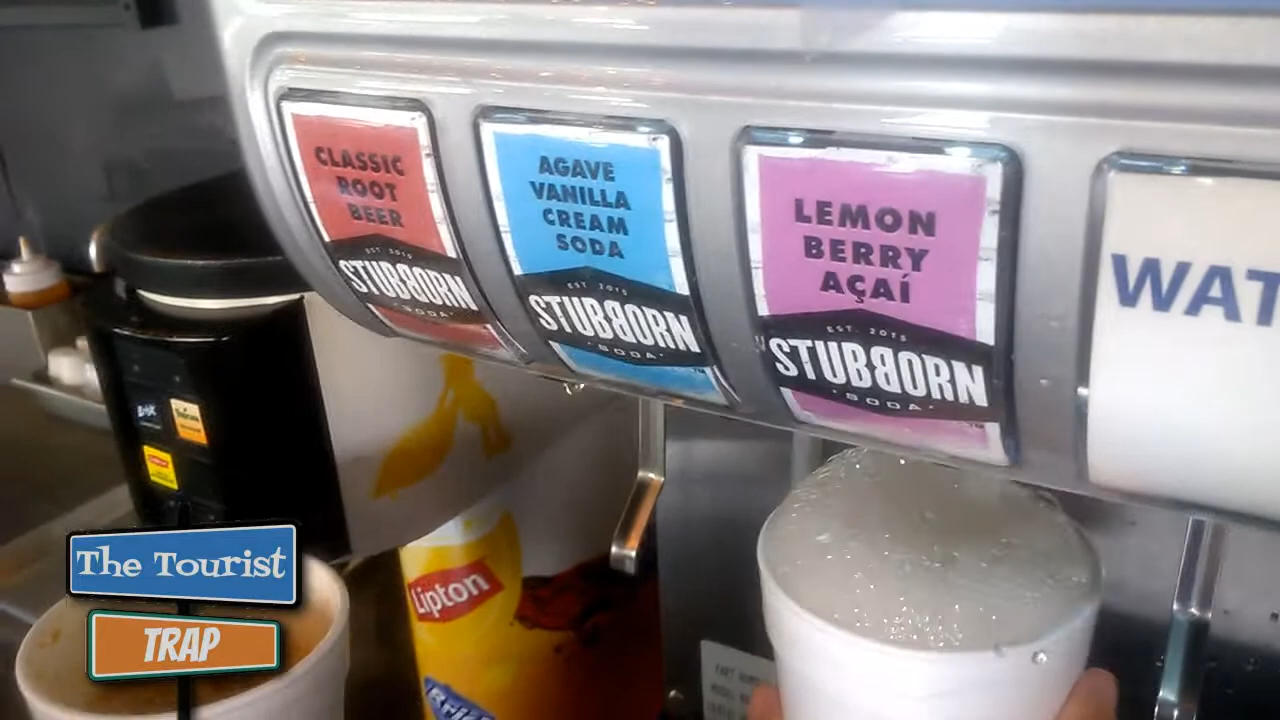 CLASSIC
ROOT
BEER
EST. 2015
STUBBORN
SODA
AGAVE
VANILLA
CREAM
SODA
EST. 2015
STUBBORN
SODA
LEMON
BERRY
AÇAÍ
EST. 2015
STUBBORN
SODA
WAT
Lipton
Brisk
The Tourist
TRAP